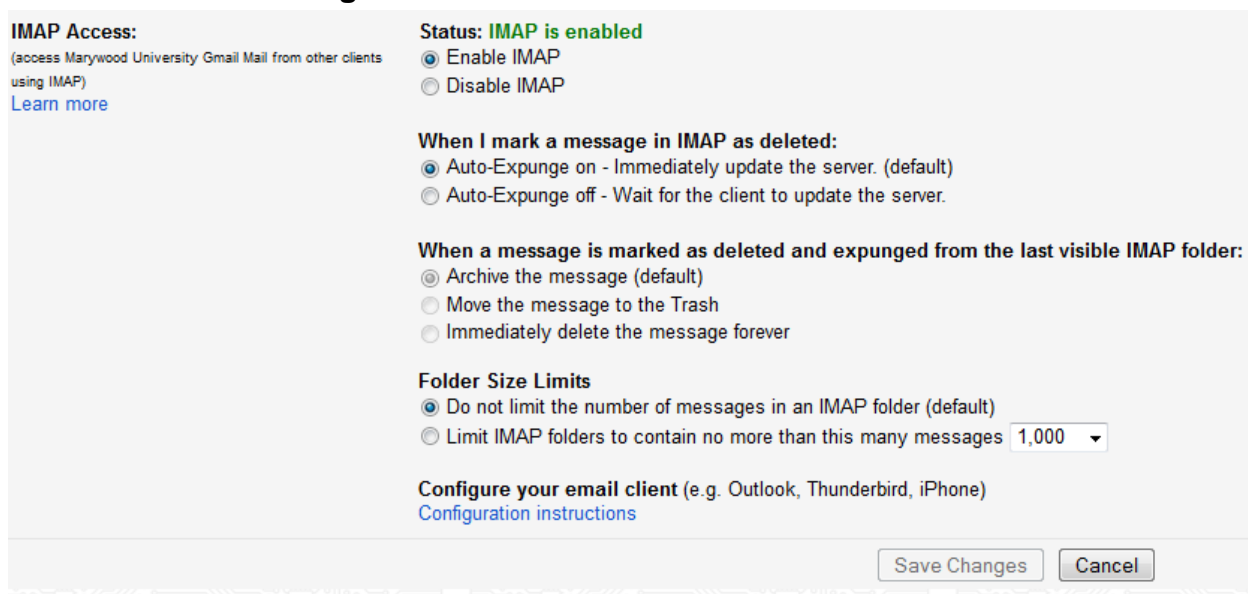 IMAP Access:
(access Marywood University Gmail Mail from other clients
using IMAP)
Learn more
Status: IMAP is enabled
Enable IMAP
Disable IMAP
When I mark a message in IMAP as deleted:
Auto-Expunge on - Immediately update the server. (default)
Auto-Expunge off - Wait for the client to update the server.
When a message is marked as deleted and expunged from the last visible IMAP folder:
Archive the message (default)
Move the message to the Trash
Immediately delete the message forever
Folder Size Limits
Do not limit the number of messages in an IMAP folder (default)
Limit IMAP folders to contain no more than this many messages 1,000
Configure your email client (e.g. Outlook, Thunderbird, iPhone)
Configuration instructions
Save Changes Cancel